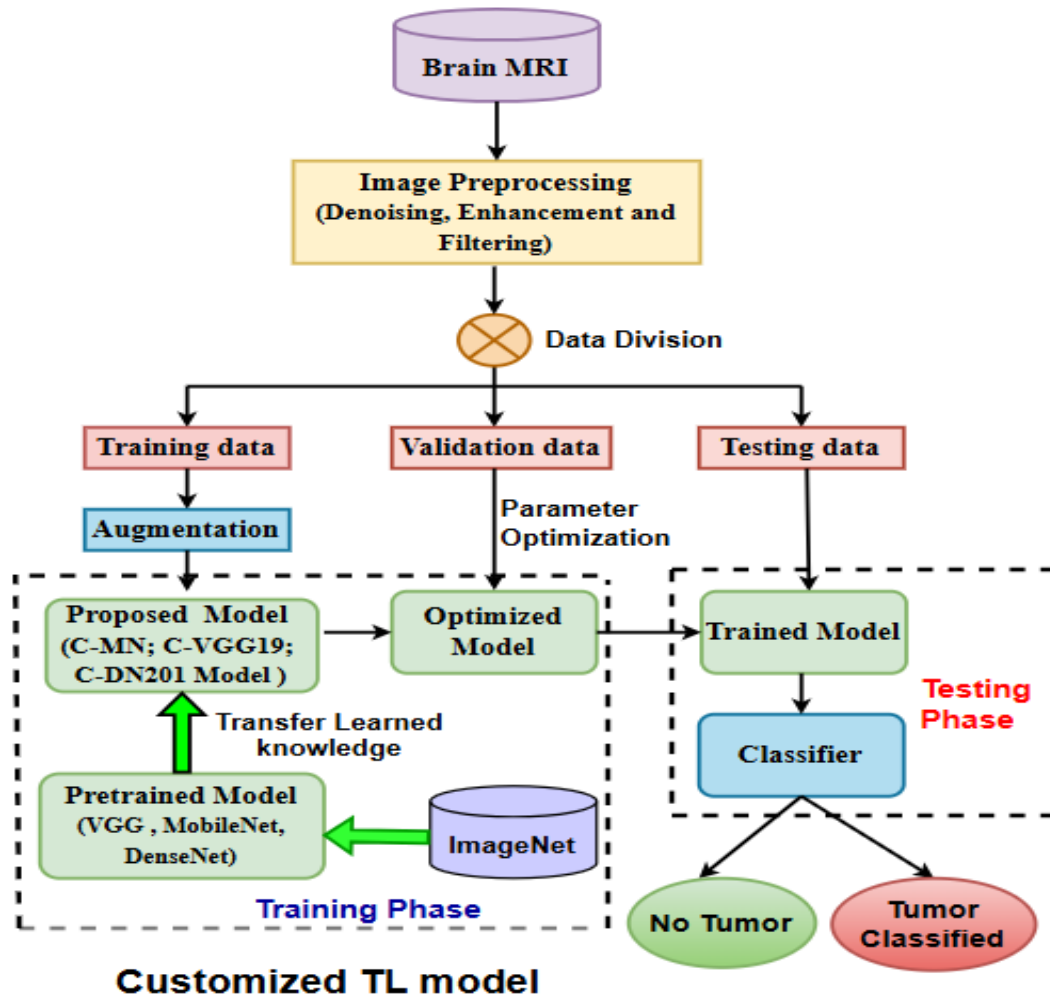 Brain MRI
Image Preprocessing
(Denoising, Enhancement and
Filtering)
Data Division
Training data
Validation data
Testing data
Augmentation
Parameter
Optimization
Proposed Model
(C-MN; C-VGG19;
C-DN201 Model )
Optimized
Model
Trained Model
Testing
Phase
Transfer Learned
knowledge
Classifier
Pretrained Model
(VGG , MobileNet,
DenseNet)
ImageNet
Training Phase
No Tumor
Tumor
Classified
Customized TL model